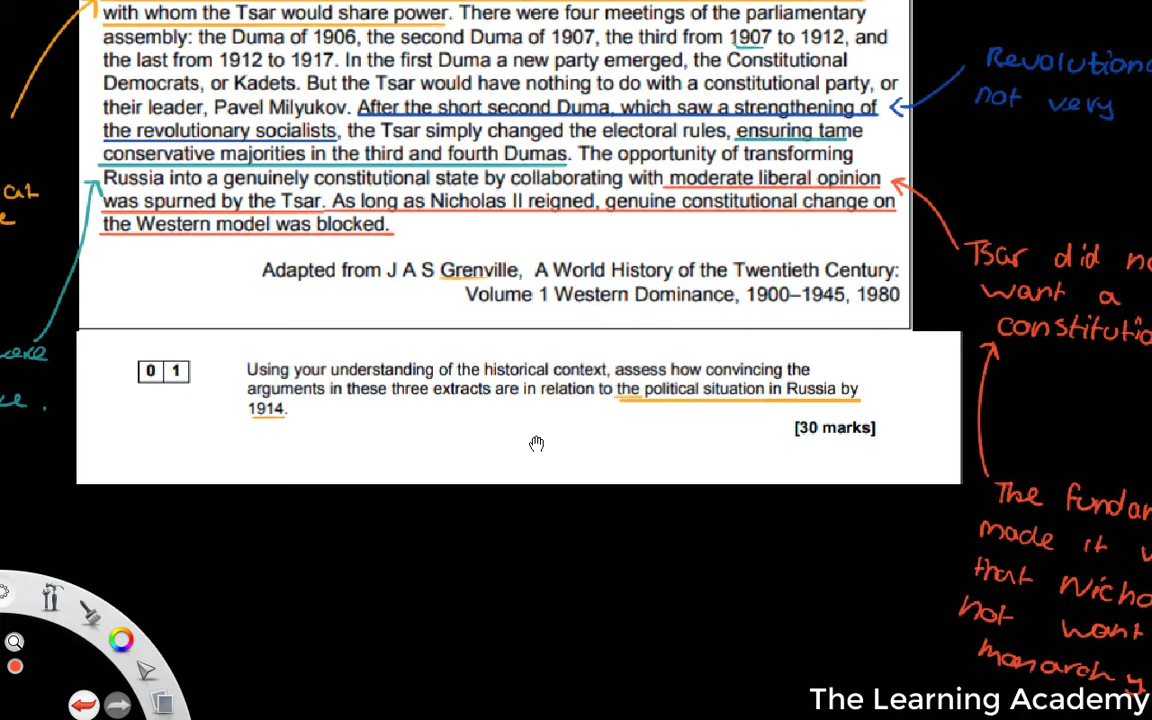 with whom the Tsar would share power. There were four meetings of the parliamentary
assembly: the Duma of 1906, the second Duma of 1907, the third from 1907 to 1912, and
the last from 1912 to 1917. In the first Duma a new party emerged, the Constitutional
Democrats, or Kadets. But the Tsar would have nothing to do with a constitutional party, or
their leader, Pavel Milyukov. After the short second Duma, which saw a strengthening of
the revolutionary socialists, the Tsar simply changed the electoral rules, ensuring tame
conservative majorities in the third and fourth Dumas. The opportunity of transforming
Russia into a genuinely constitutional state by collaborating with moderate liberal opinion
was spurned by the Tsar. As long as Nicholas II reigned, genuine constitutional change on
the Western model was blocked.
Adapted from J A S Grenville, A World History of the Twentieth Century:
Volume 1 Western Dominance, 1900–1945, 1980
0 1
Using your understanding of the historical context, assess how convincing the
arguments in these three extracts are in relation to the political situation in Russia by
1914.
[30 marks]
Revolutiona
not very
Tsar did no
want a
constitutio
The fundam
made it
that Nicho
not want
monarchy
at
The Learning Academy